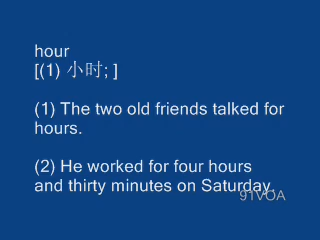 hour
[(1) 小时; ]
(1) The two old friends talked for
hours.
(2) He worked for four hours
and thirty minutes on Saturday.
91VOA